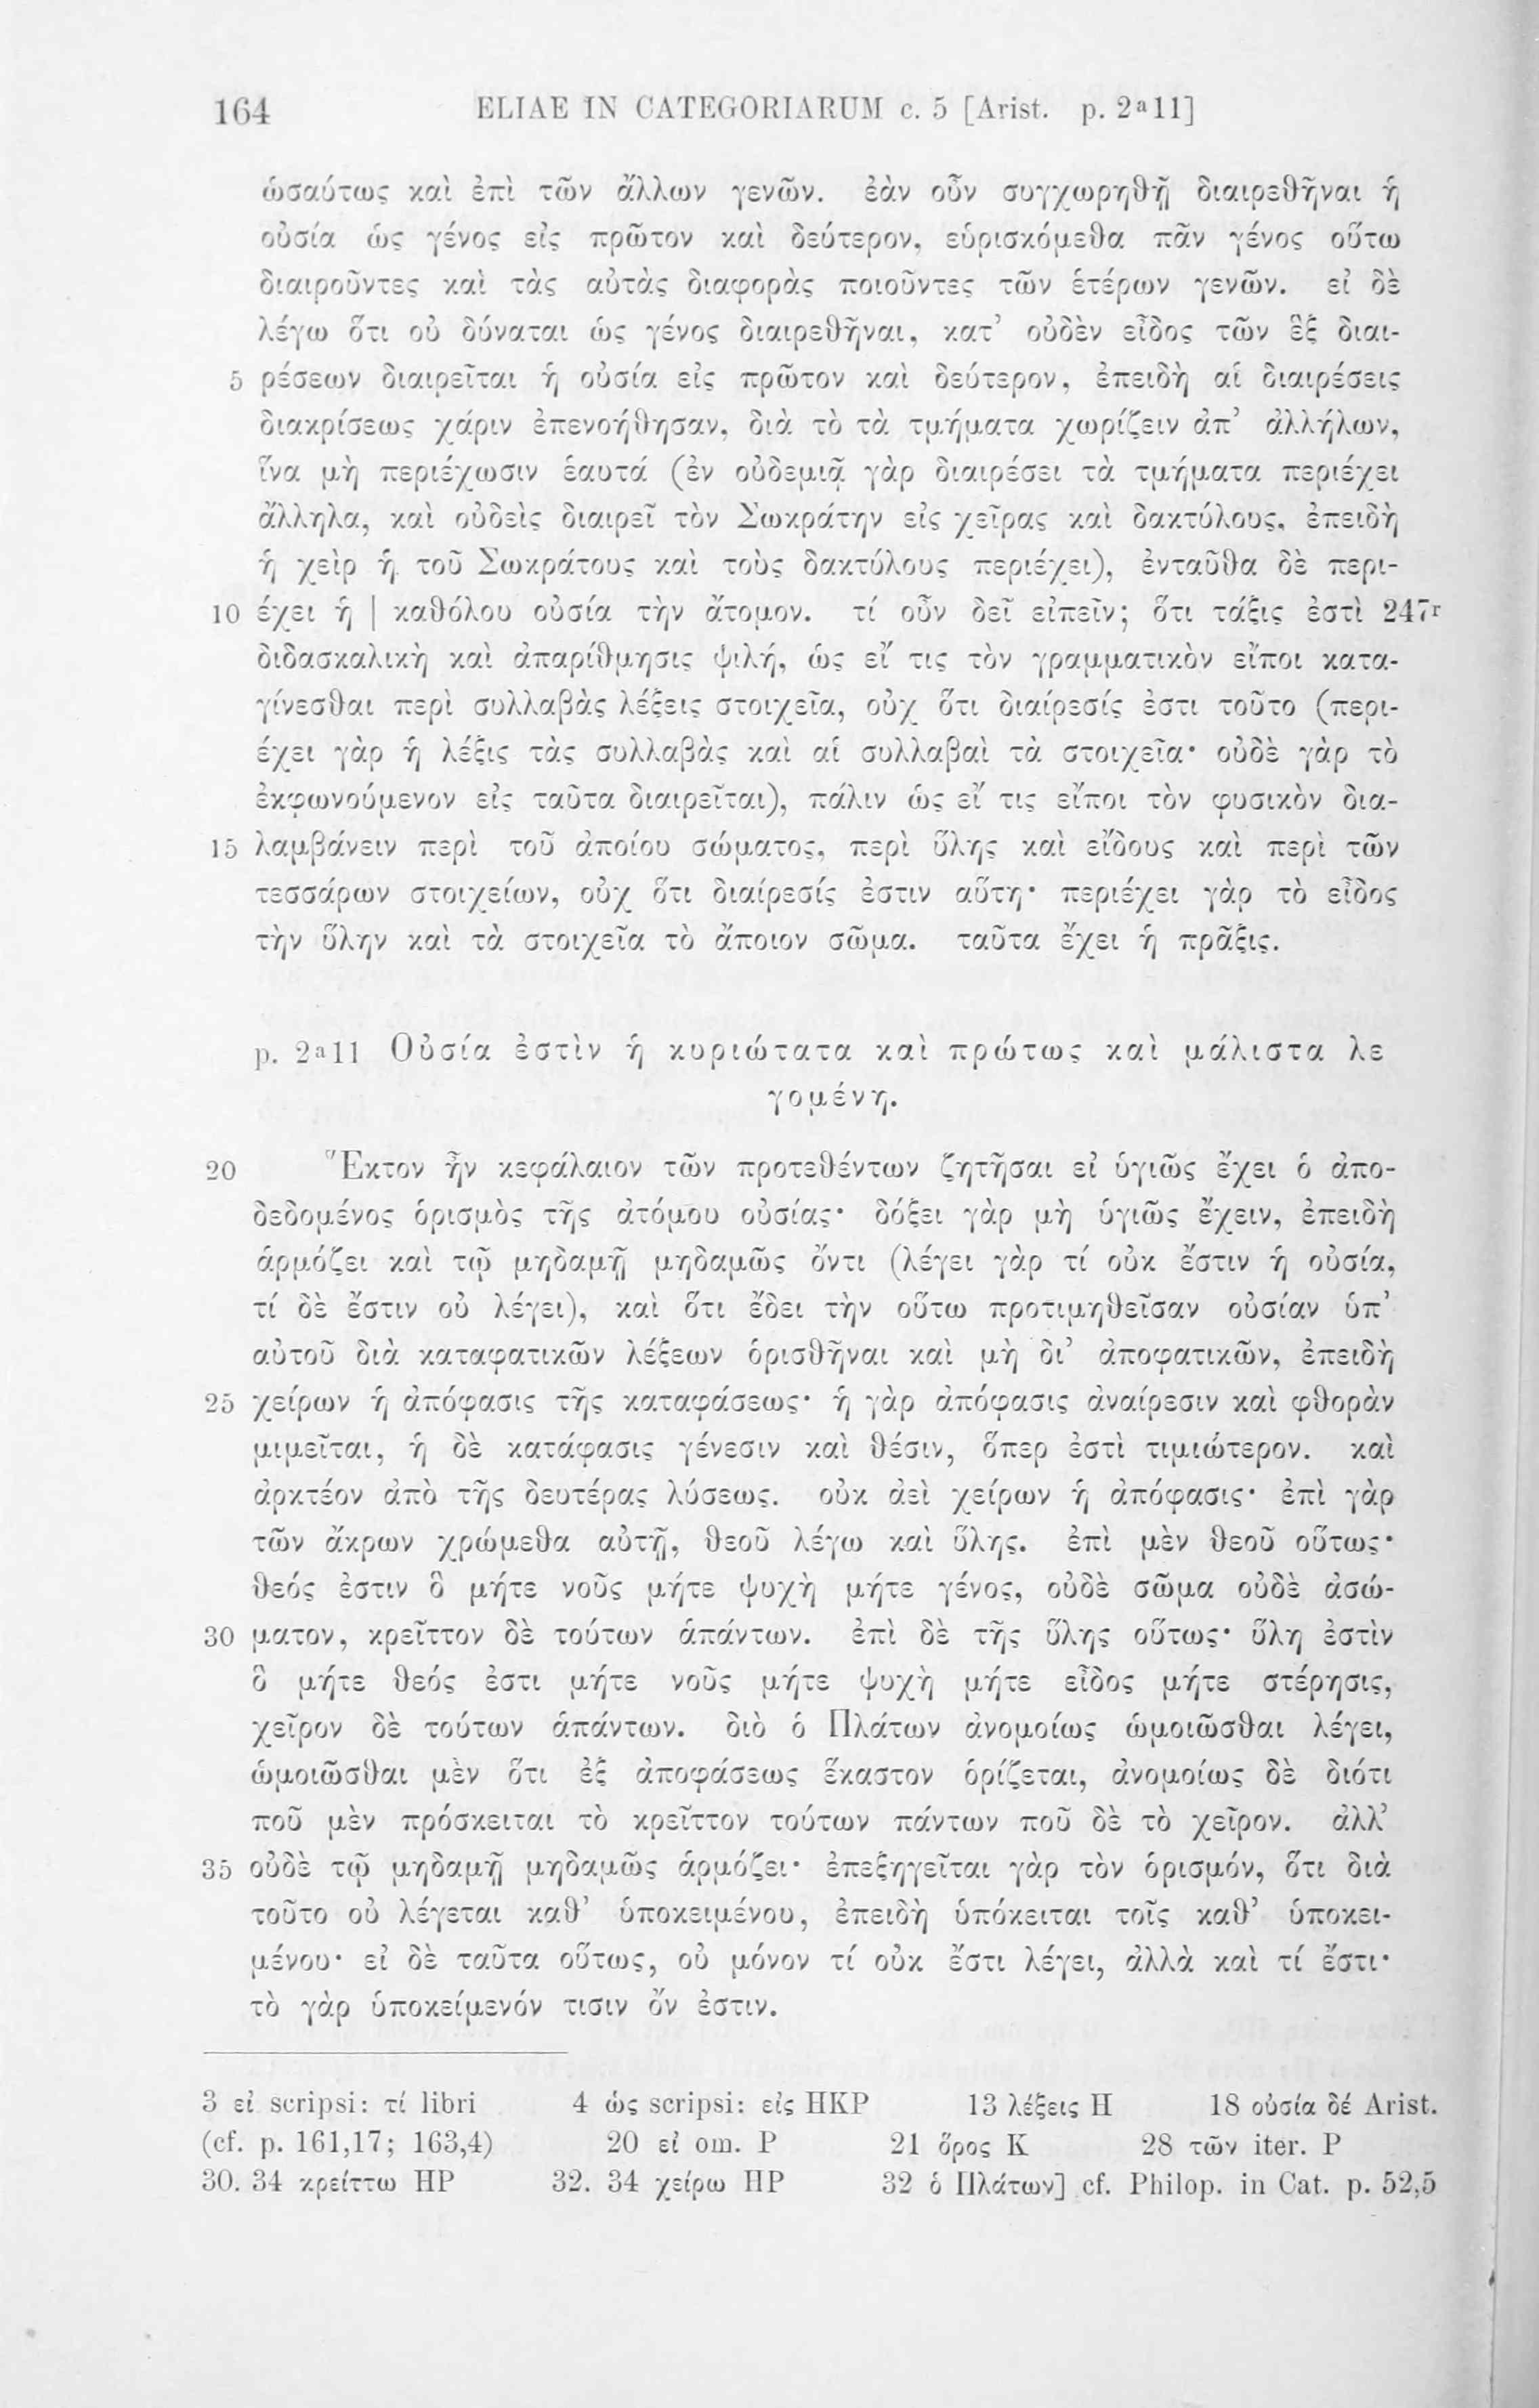 164 ELIAE IN CATEGORIARUM c. 5 [Arist. p. 2a11]
ὡσαύτως καὶ ἐπὶ τῶν ἄλλων γενῶν. ἐὰν οὖν συγχωρηθῇ διαιρεθῆναι ἡ
οὐσία ὡς γένος εἰς πρῶτον καὶ δεύτερον, εὑρισκόμεθα πᾶν γένος οὕτω
διαιροῦντες καὶ τὰς αὐτὰς διαφορὰς ποιοῦντες τῶν ἑτέρων γενῶν. εἰ δὲ
λέγω ὅτι οὐ δύναται ὡς γένος διαιρεθῆναι, κατ’ οὐδὲν εἶδος τῶν ἓξ διαι-
5 ρέσεων διαιρεῖται ἡ οὐσία εἰς πρῶτον καὶ δεύτερον, ἐπειδὴ αἱ διαιρέσεις
διακρίσεως χάριν ἐπενοήθησαν, διὰ τὸ τὰ τμήματα χωρίζειν ἀπ’ ἀλλήλων,
ἵνα μὴ περιέχωσιν ἑαυτά (ἐν οὐδεμιᾷ γὰρ διαιρέσει τὰ τμήματα περιέχει
ἄλληλα, καὶ οὐδεὶς διαιρεῖ τὸν Σωκράτην εἰς χεῖρας καὶ δακτύλους, ἐπειδὴ
ἡ χεὶρ ἡ τοῦ Σωκράτους καὶ τοὺς δακτύλους περιέχει), ἐνταῦθα δὲ περι-
10 έχει ἡ | καθόλου οὐσία τὴν ἄτομον. τί οὖν δεῖ εἰπεῖν; ὅτι τάξις ἐστὶ 247r
διδασκαλικὴ καὶ ἀπαρίθμησις ψιλή, ὡς εἴ τις τὸν γραμματικὸν εἴποι κατα-
γίνεσθαι περὶ συλλαβὰς λέξεις στοιχεῖα, οὐχ ὅτι διαίρεσίς ἐστι τοῦτο (περι-
έχει γὰρ ἡ λέξις τὰς συλλαβὰς καὶ αἱ συλλαβαὶ τὰ στοιχεῖα· οὐδὲ γὰρ τὸ
ἐκφωνούμενον εἰς ταῦτα διαιρεῖται), πάλιν ὡς εἴ τις εἴποι τὸν φυσικὸν δια-
15 λαμβάνειν περὶ τοῦ ἀποίου σώματος, περὶ ὕλης καὶ εἴδους καὶ περὶ τῶν
τεσσάρων στοιχείων, οὐχ ὅτι διαίρεσίς ἐστιν αὕτη· περιέχει γὰρ τὸ εἶδος
τὴν ὕλην καὶ τὰ στοιχεῖα τὸ ἄποιον σῶμα. ταῦτα ἔχει ἡ πρᾶξις.
p. 2a11 Οὐσία ἐστὶν ἡ κυριώτατα καὶ πρώτως καὶ μάλιστα λε
γομένη.
20 Ἕκτον ἦν κεφάλαιον τῶν προτεθέντων ζητῆσαι εἰ ὑγιῶς ἔχει ὁ ἀπο-
δεδομένος ὁρισμὸς τῆς ἀτόμου οὐσίας· δόξει γὰρ μὴ ὑγιῶς ἔχειν, ἐπειδὴ
ἁρμόζει καὶ τῷ μηδαμῇ μηδαμῶς ὄντι (λέγει γὰρ τί οὐκ ἔστιν ἡ οὐσία,
τί δὲ ἔστιν οὐ λέγει), καὶ ὅτι ἔδει τὴν οὕτω προτιμηθεῖσαν οὐσίαν ὑπ’
αὐτοῦ διὰ καταφατικῶν λέξεων ὁρισθῆναι καὶ μὴ δι’ ἀποφατικῶν, ἐπειδὴ
25 χείρων ἡ ἀπόφασις τῆς καταφάσεως· ἡ γὰρ ἀπόφασις ἀναίρεσιν καὶ φθορὰν
μιμεῖται, ἡ δὲ κατάφασις γένεσιν καὶ θέσιν, ὅπερ ἐστὶ τιμιώτερον. καὶ
ἀρκτέον ἀπὸ τῆς δευτέρας λύσεως. οὐκ ἀεὶ χείρων ἡ ἀπόφασις· ἐπὶ γὰρ
τῶν ἄκρων χρώμεθα αὐτῇ, θεοῦ λέγω καὶ ὕλης. ἐπὶ μὲν θεοῦ οὕτως·
θεός ἐστιν ὃ μήτε νοῦς μήτε ψυχὴ μήτε γένος, οὐδὲ σῶμα οὐδὲ ἀσώ-
30 ματον, κρεῖττον δὲ τούτων ἁπάντων. ἐπὶ δὲ τῆς ὕλης οὕτως· ὕλη ἐστὶν
ὃ μήτε θεός ἐστι μήτε νοῦς μήτε ψυχὴ μήτε εἶδος μήτε στέρησις,
χεῖρον δὲ τούτων ἁπάντων. διὸ ὁ Πλάτων ἀνομοίως ὡμοιῶσθαι λέγει,
ὡμοιῶσθαι μὲν ὅτι ἐξ ἀποφάσεως ἕκαστον ὁρίζεται, ἀνομοίως δὲ διότι
ποῦ μὲν πρόσκειται τὸ κρεῖττον τούτων πάντων ποῦ δὲ τὸ χεῖρον. ἀλλ’
35 οὐδὲ τῷ μηδαμῇ μηδαμῶς ἁρμόζει· ἐπεξηγεῖται γὰρ τὸν ὁρισμόν, ὅτι διὰ
τοῦτο οὐ λέγεται καθ’ ὑποκειμένου, ἐπειδὴ ὑπόκειται τοῖς καθ’ ὑποκει-
μένου· εἰ δὲ ταῦτα οὕτως, οὐ μόνον τί οὐκ ἔστι λέγει, ἀλλὰ καὶ τί ἔστι·
τὸ γὰρ ὑποκείμενόν τισιν ὄν ἐστιν.
3 εἰ scripsi: τί libri 4 ὡς scripsi: εἰς HKP 13 λέξεις H 18 οὐσία δέ Arist.
(cf. p. 161,17; 163,4) 20 εἰ om. P 21 ὅρος K 28 τῶν iter. P
30. 34 κρείττω HP 32. 34 χείρω HP 32 ὁ Πλάτων] cf. Philop. in Cat. p. 52,5